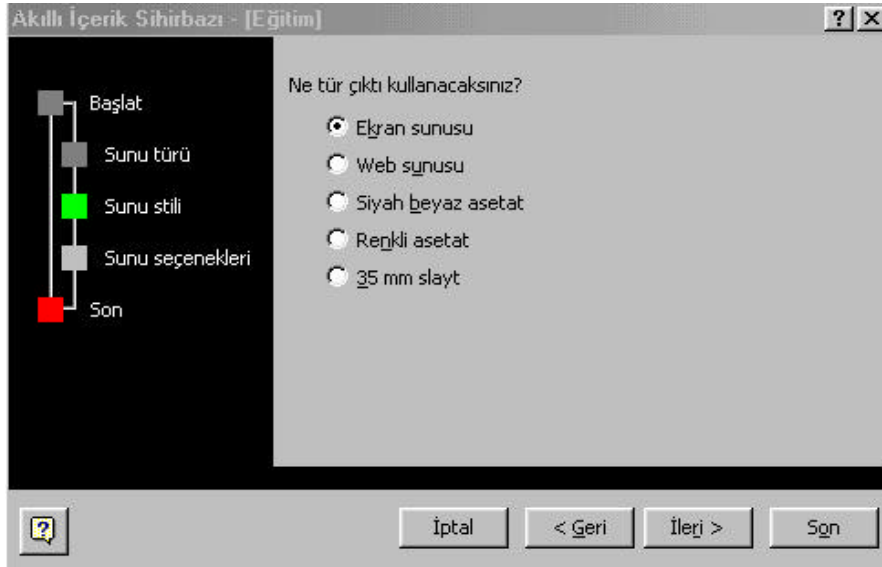 Akıllı İçerik Sihirbazı - [Eğitim]
Başlat
Sunu türü
Sunu stili
Sunu seçenekleri
Son
Ne tür çıktı kullanacaksınız?
Ekran sunusu
Web sunusu
Siyah beyaz asetat
Renkli asetat
35 mm slayt
İptal
< Geri
İleri >
Son